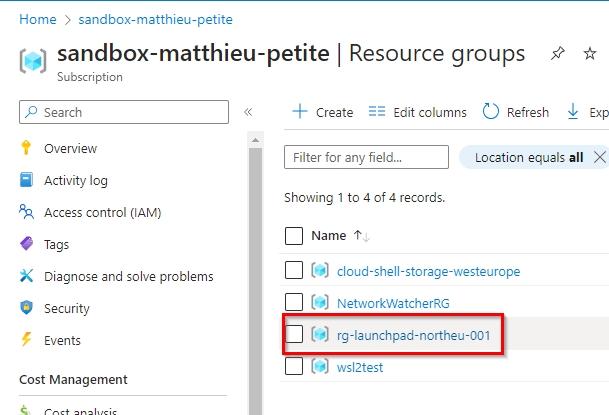 Home > sandbox-matthieu-petite
sandbox-matthieu-petite | Resource groups
Subscription
Search
«
Overview
Activity log
Access control (IAM)
Tags
Diagnose and solve problems
Security
Events
Cost Management
Cost analysis
+ Create Edit columns Refresh Exp
Filter for any field...
Location equals all ×
Showing 1 to 4 of 4 records.
Name ↑↓
cloud-shell-storage-westeurope
NetworkWatcherRG
rg-launchpad-northeu-001
wsl2test